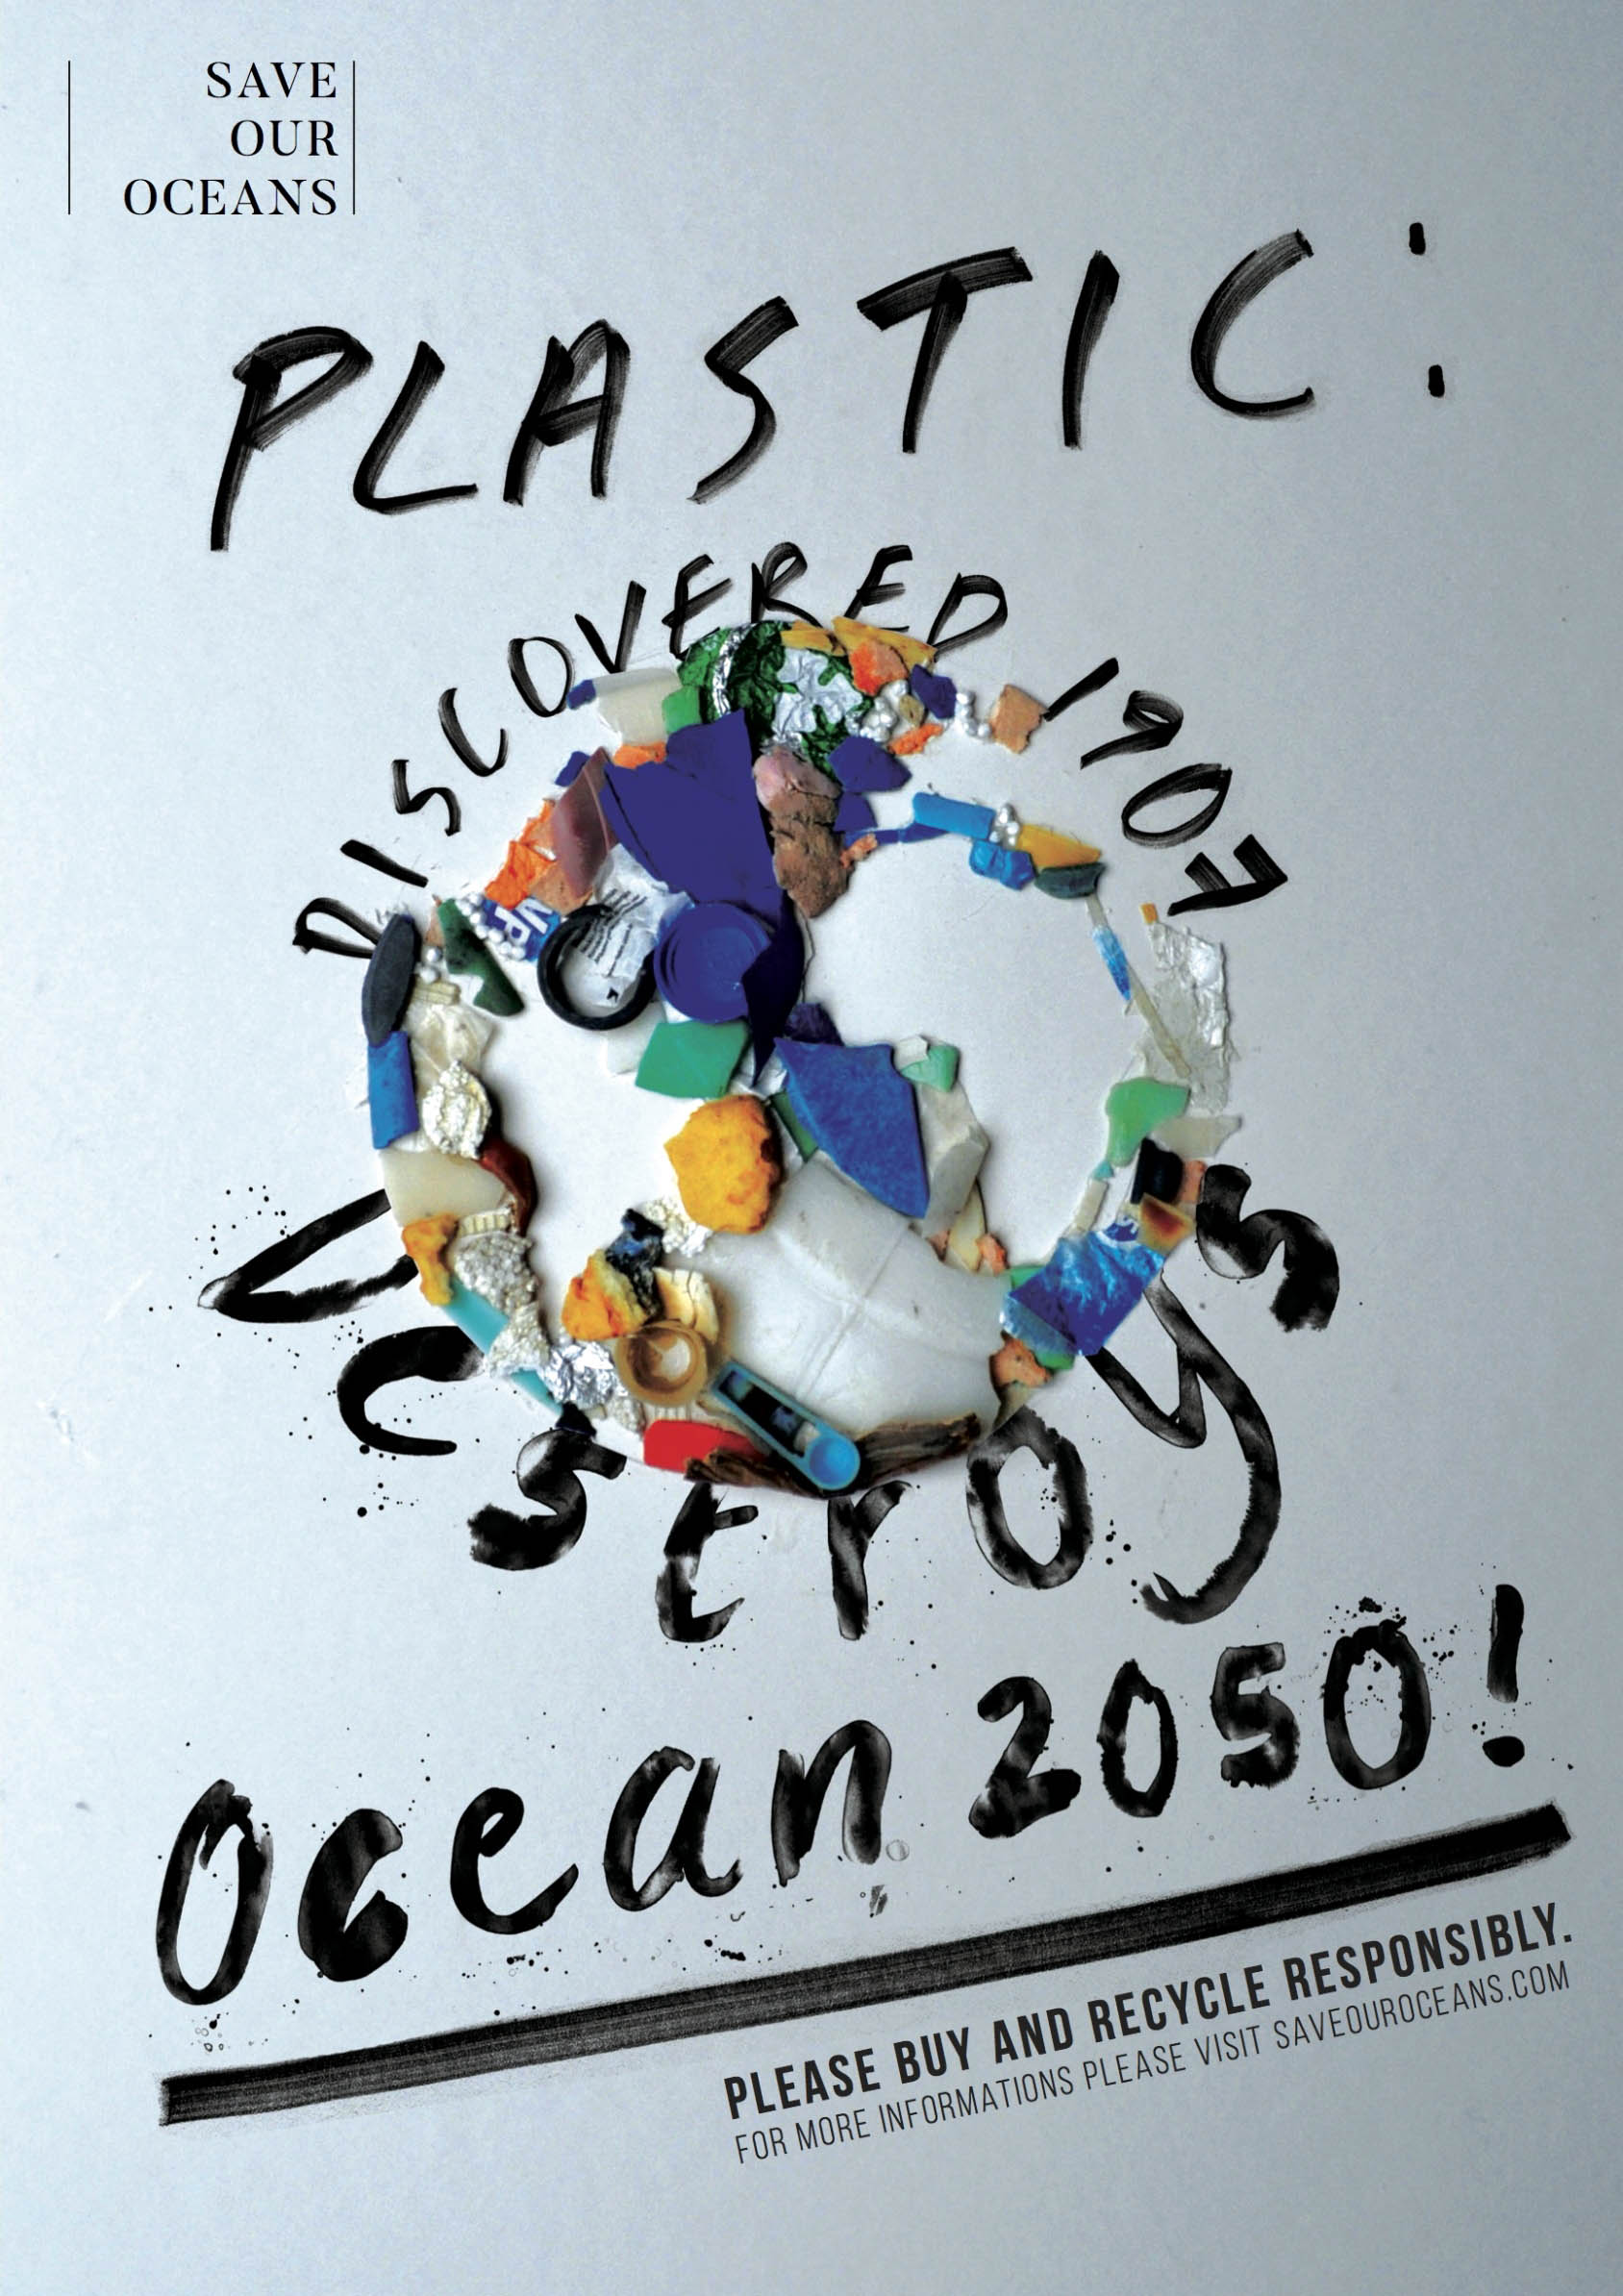 SAVE
OUR
OCEANS
PLASTIC:
DISCOVERED 1907
Destroys
Ocean 2050!
PLEASE BUY AND RECYCLE RESPONSIBLY.
FOR MORE INFORMATIONS PLEASE VISIT SAVEOUROCEANS.COM